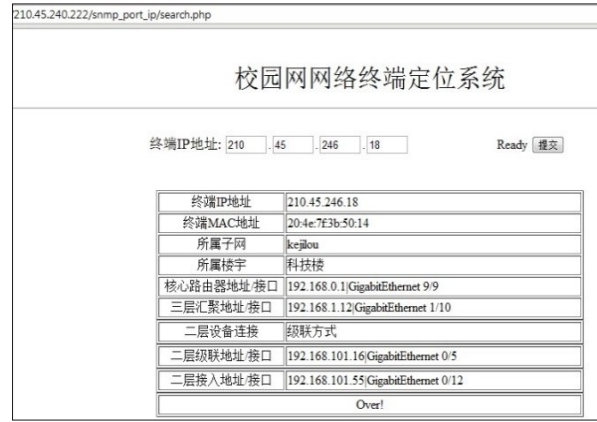 210.45.240.222/snmp_port_ip/search.php
校园网网络终端定位系统
终端IP地址: 210 .45 .246 .18 Ready 提交
终端IP地址 210.45.246.18
终端MAC地址 20:4e:7f:3b:50:14
所属子网 kejilou
所属楼宇 科技楼
核心路由器地址/接口 192.168.0.1|GigabitEthernet 9/9
三层汇聚地址/接口 192.168.1.12|GigabitEthernet 1/10
二层设备连接 级联方式
二层级联地址/接口 192.168.101.16|GigabitEthernet 0/5
二层接入地址/接口 192.168.101.55|GigabitEthernet 0/12
Over!